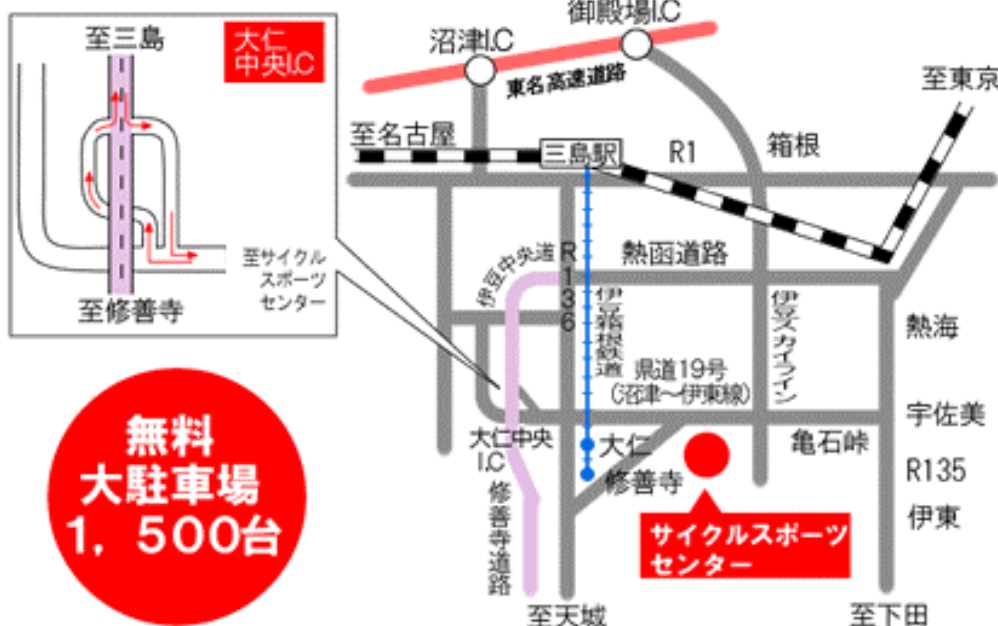 至三島
大仁
中央I.C
至サイクル
スポーツ
センター
至修善寺
無料
大駐車場
1，500台
御殿場I.C
沼津I.C
東名高速道路
至東京
至名古屋
三島駅
R1
箱根
伊豆中央道
R136
熱函道路
伊豆箱根鉄道
伊豆スカイライン
熱海
県道19号
（沼津〜伊東線）
宇佐美
大仁中央
I.C
大仁
亀石峠
修善寺
R135
伊東
修善寺道路
サイクルスポーツ
センター
至天城
至下田